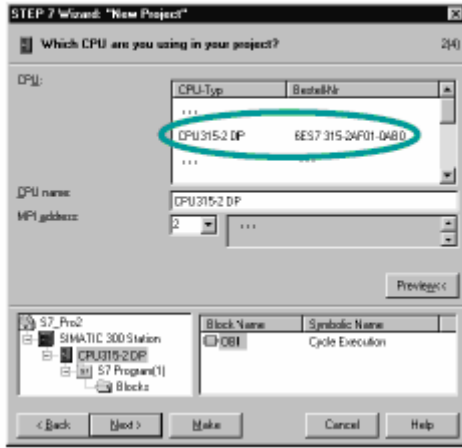 STEP 7 Wizard: "New Project"
Which CPU are you using in your project? 2(4)
CPU:
CPU-Typ Bestell-Nr
...
CPU315-2 DP 6ES7 315-2AF01-0AB0
... ...
CPU name: CPU315-2 DP
MPI address: 2 ...
Preview<<
S7_Pro2
SIMATIC 300 Station
CPU315-2 DP
S7 Program(1)
Blocks
Block Name Symbolic Name
OB1 Cycle Execution
< Back Next > Make Cancel Help